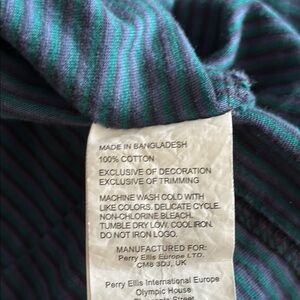 MADE IN BANGLADESH
100% COTTON
EXCLUSIVE OF DECORATION
EXCLUSIVE OF TRIMMING
MACHINE WASH COLD WITH
LIKE COLORS. DELICATE CYCLE.
NON-CHLORINE BLEACH.
TUMBLE DRY LOW. COOL IRON.
DO NOT IRON LOGO.
MANUFACTURED FOR:
Perry Ellis Europe LTD.
CM8 3DJ, UK
Perry Ellis International Europe
Olympic House
Street